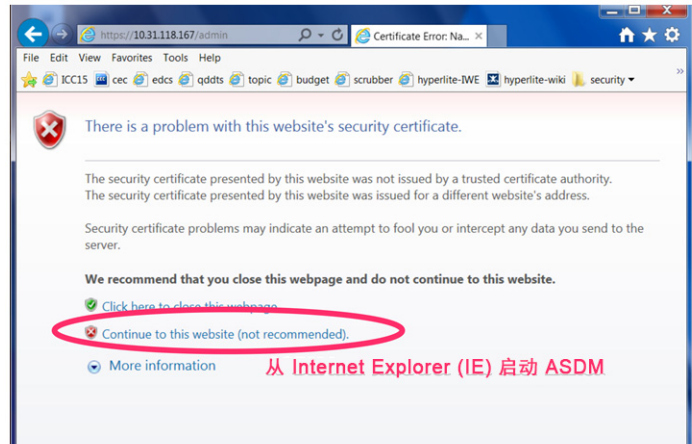 https://10.31.118.167/admin
Certificate Error: Na...
File Edit View Favorites Tools Help
ICC15 cec edcs qddts topic budget scrubber hyperlite-IWE hyperlite-wiki security
There is a problem with this website's security certificate.
The security certificate presented by this website was not issued by a trusted certificate authority.
The security certificate presented by this website was issued for a different website's address.
Security certificate problems may indicate an attempt to fool you or intercept any data you send to the
server.
We recommend that you close this webpage and do not continue to this website.
Click here to close this webpage.
Continue to this website (not recommended).
More information
从 Internet Explorer (IE) 启动 ASDM